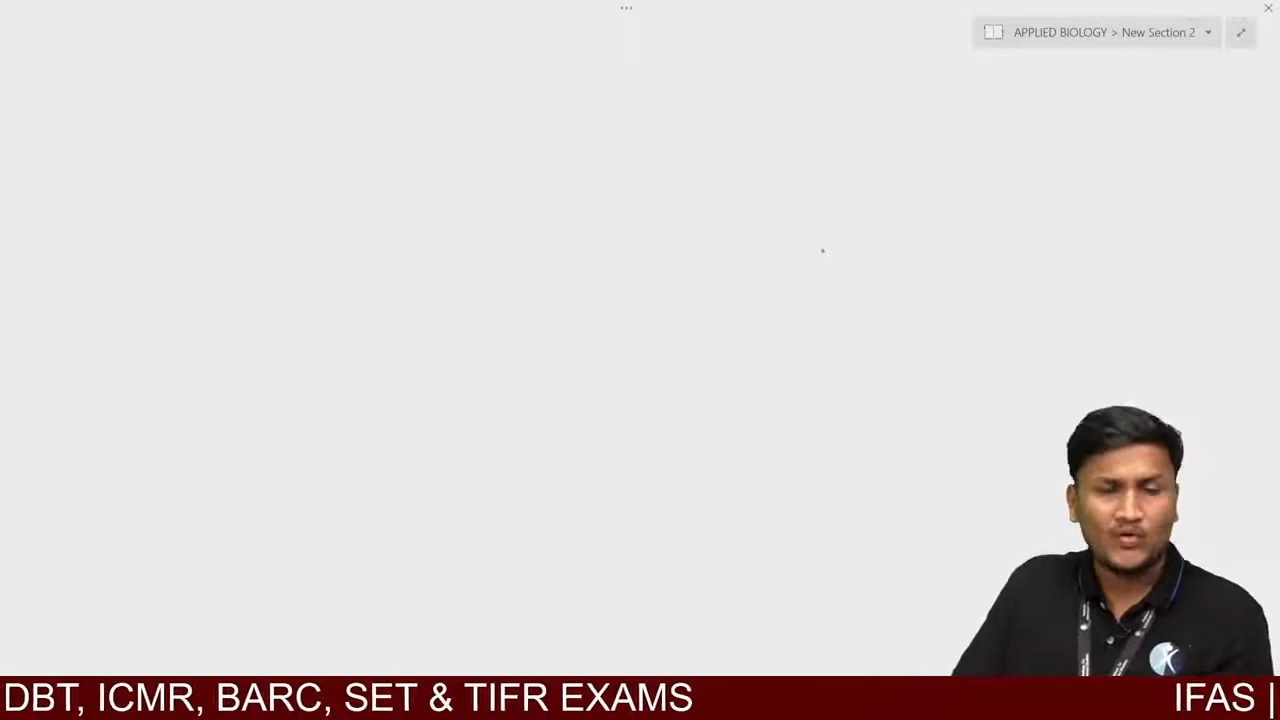 APPLIED BIOLOGY > New Section 2
DBT, ICMR, BARC, SET & TIFR EXAMS
IFAS |